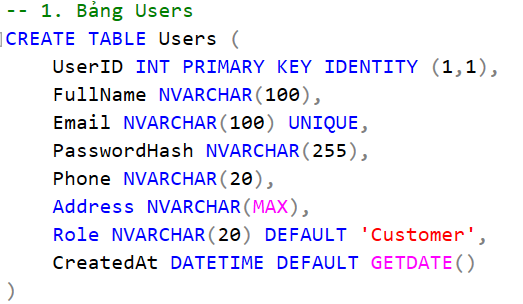 -- 1. Bảng Users
CREATE TABLE Users (
    UserID INT PRIMARY KEY IDENTITY (1,1),
    FullName NVARCHAR(100),
    Email NVARCHAR(100) UNIQUE,
    PasswordHash NVARCHAR(255),
    Phone NVARCHAR(20),
    Address NVARCHAR(MAX),
    Role NVARCHAR(20) DEFAULT 'Customer',
    CreatedAt DATETIME DEFAULT GETDATE()
)